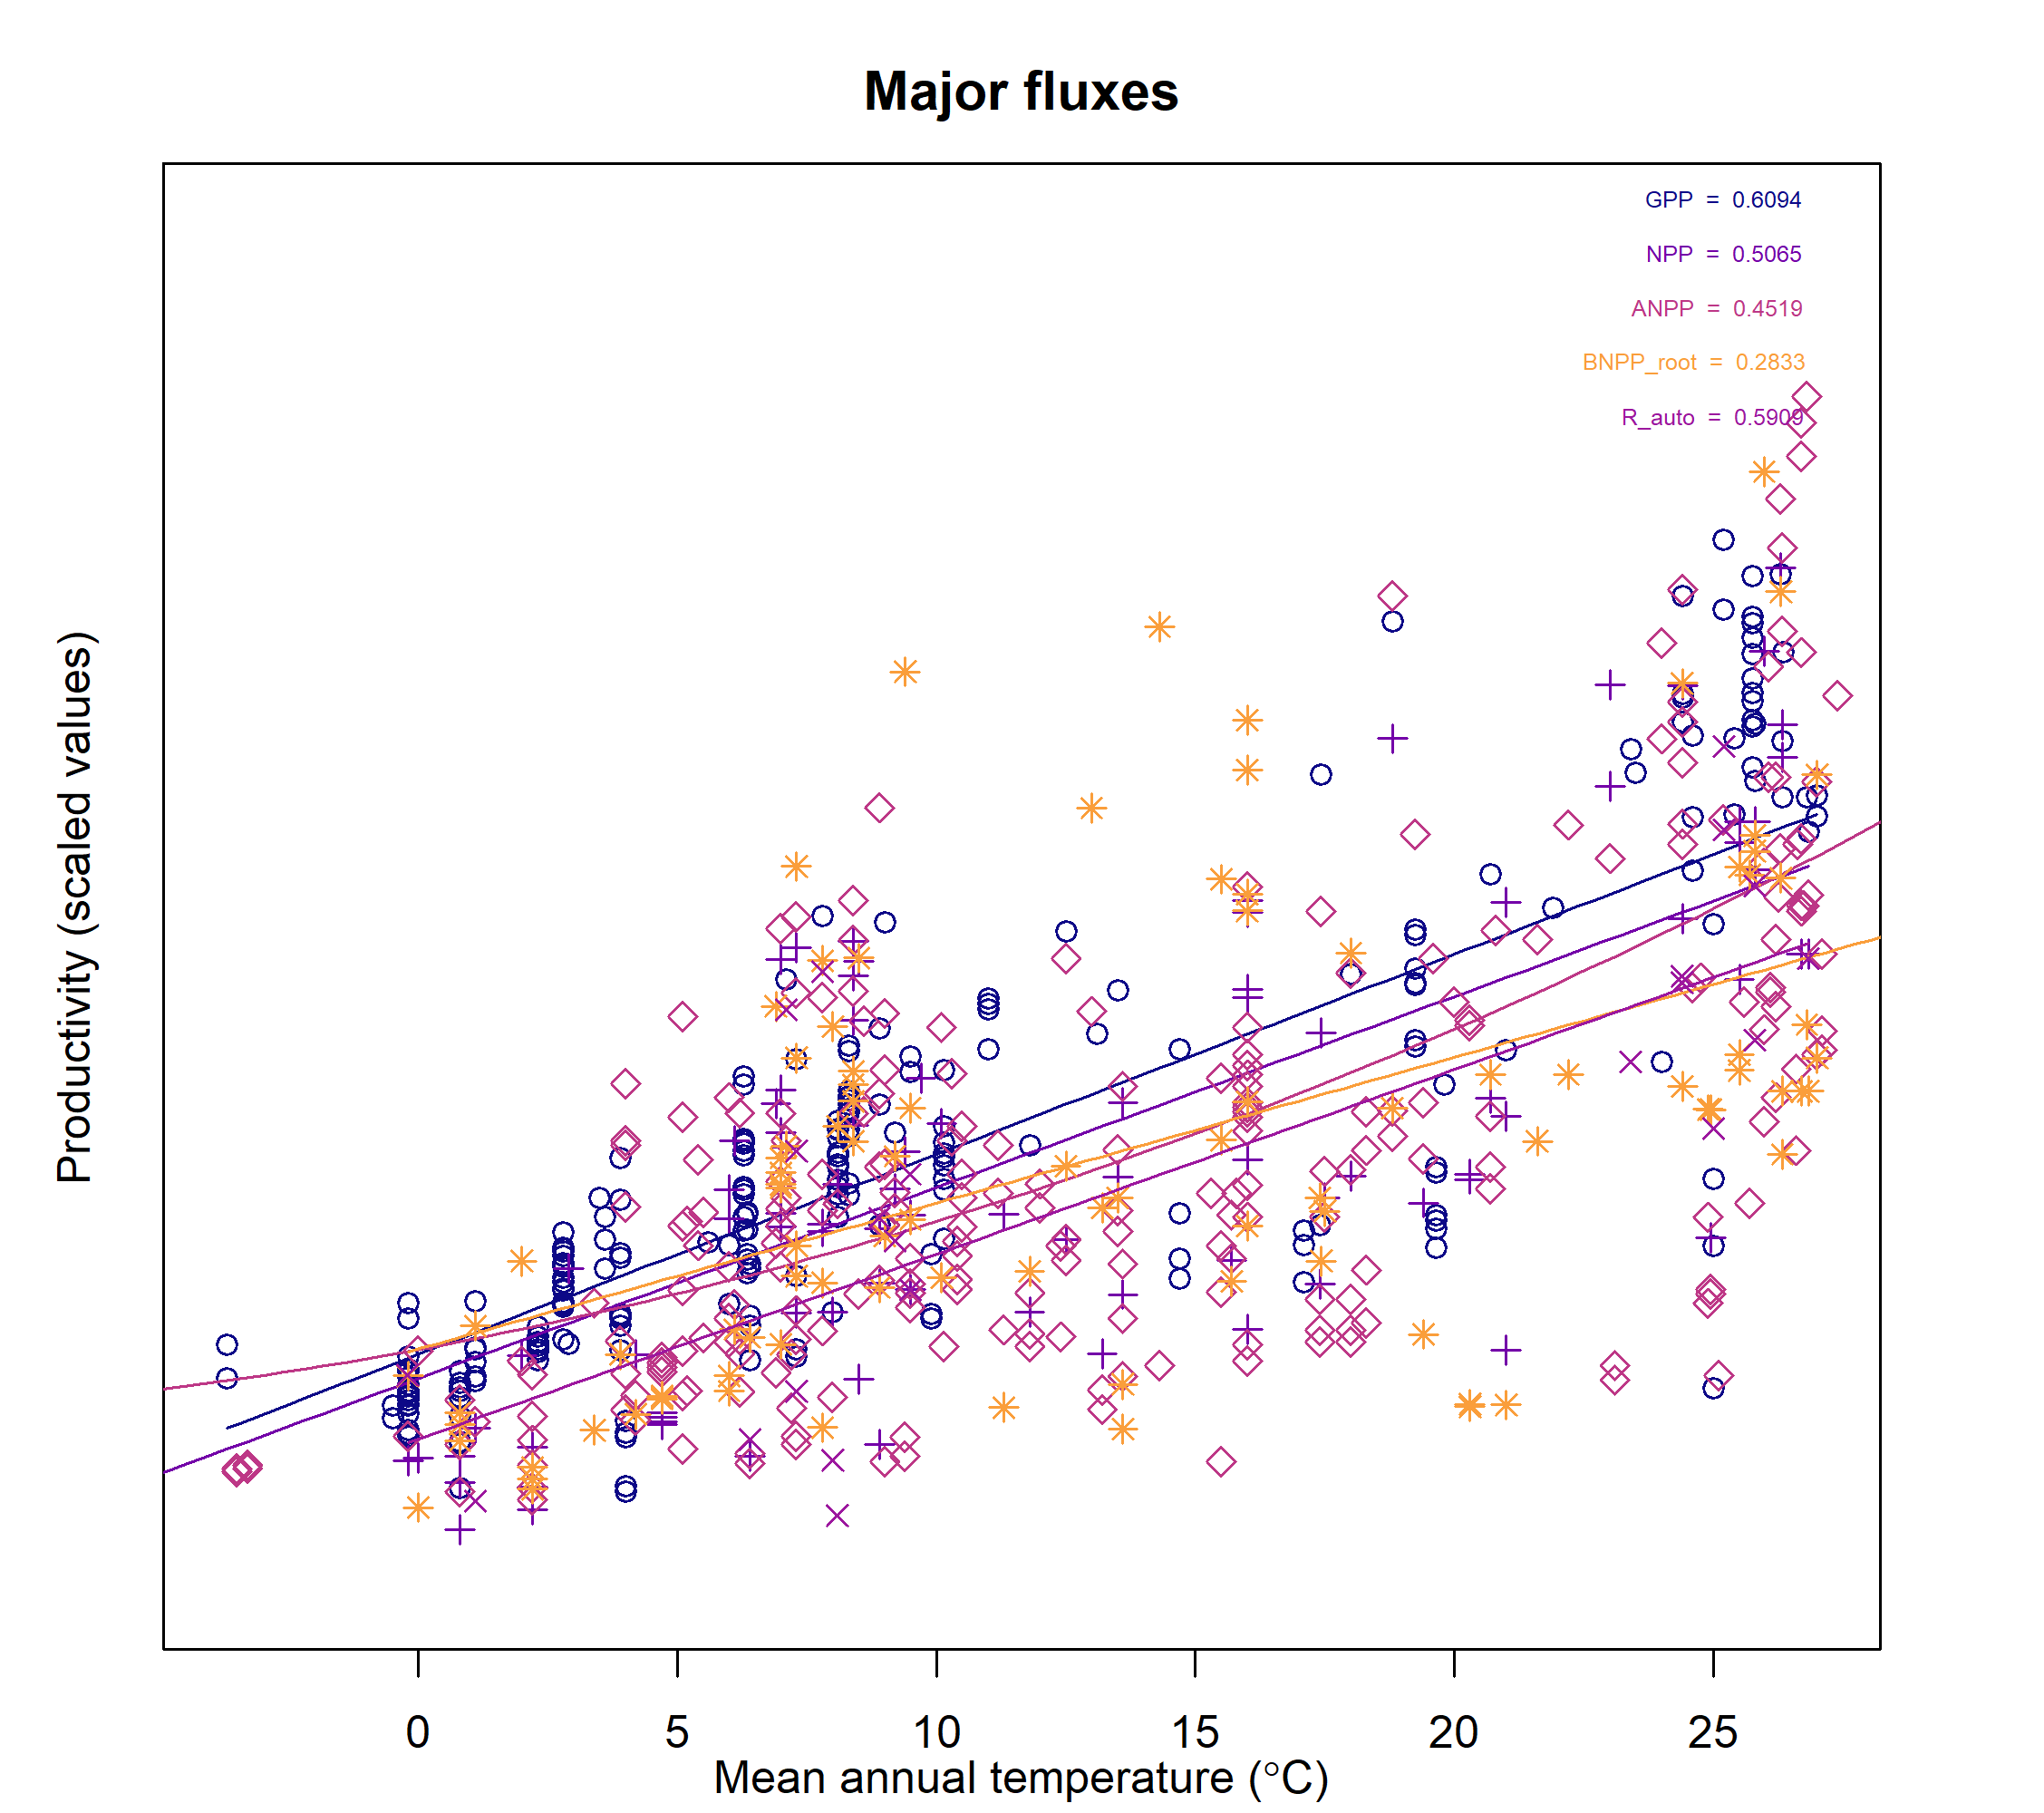 Major fluxes
GPP = 0.6094
NPP = 0.5065
ANPP = 0.4519
BNPP_root = 0.2833
R_auto = 0.5909
Productivity (scaled values)
0 5 10 15 20 25
Mean annual temperature (°C)